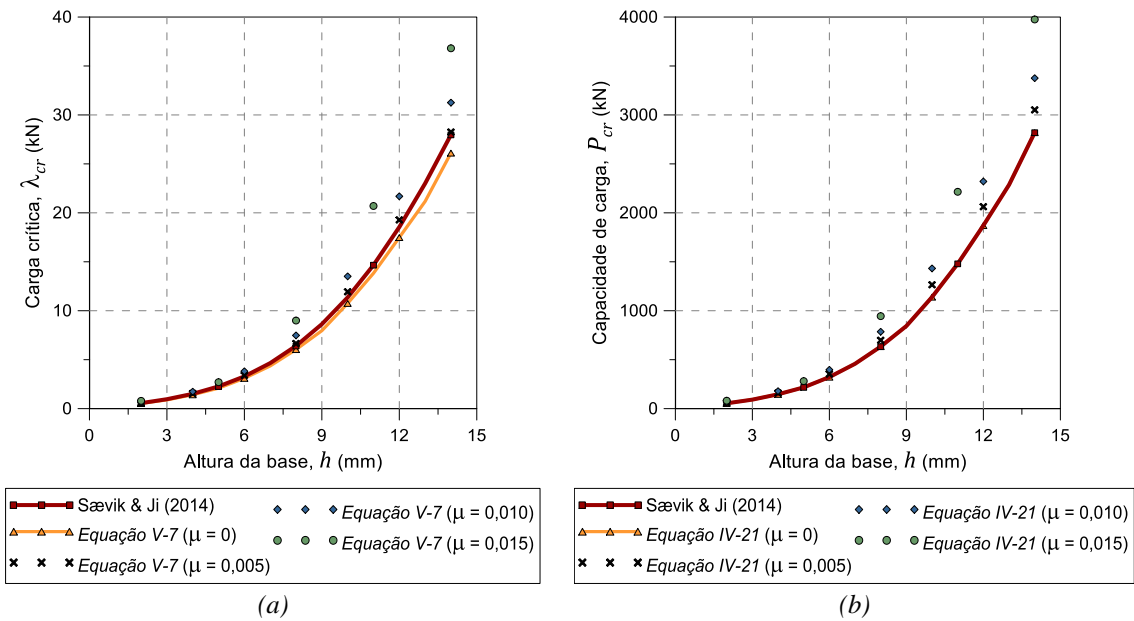 40
30
20
10
0
Carga crítica, λcr (kN)
0 3 6 9 12 15
Altura da base, h (mm)
Sævik & Ji (2014)
Equação V-7 (μ = 0)
Equação V-7 (μ = 0,005)
Equação V-7 (μ = 0,010)
Equação V-7 (μ = 0,015)
(a)
4000
3000
2000
1000
0
Capacidade de carga, Pcr (kN)
0 3 6 9 12 15
Altura da base, h (mm)
Sævik & Ji (2014)
Equação IV-21 (μ = 0)
Equação IV-21 (μ = 0,005)
Equação IV-21 (μ = 0,010)
Equação IV-21 (μ = 0,015)
(b)